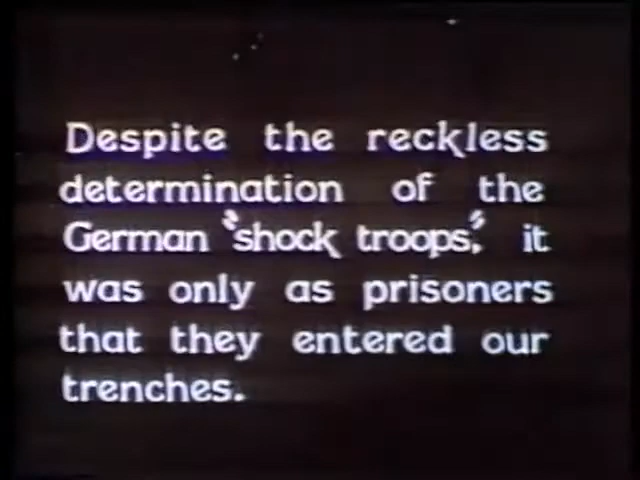 Despite the reckless
determination of the
German "shock troops," it
was only as prisoners
that they entered our
trenches.